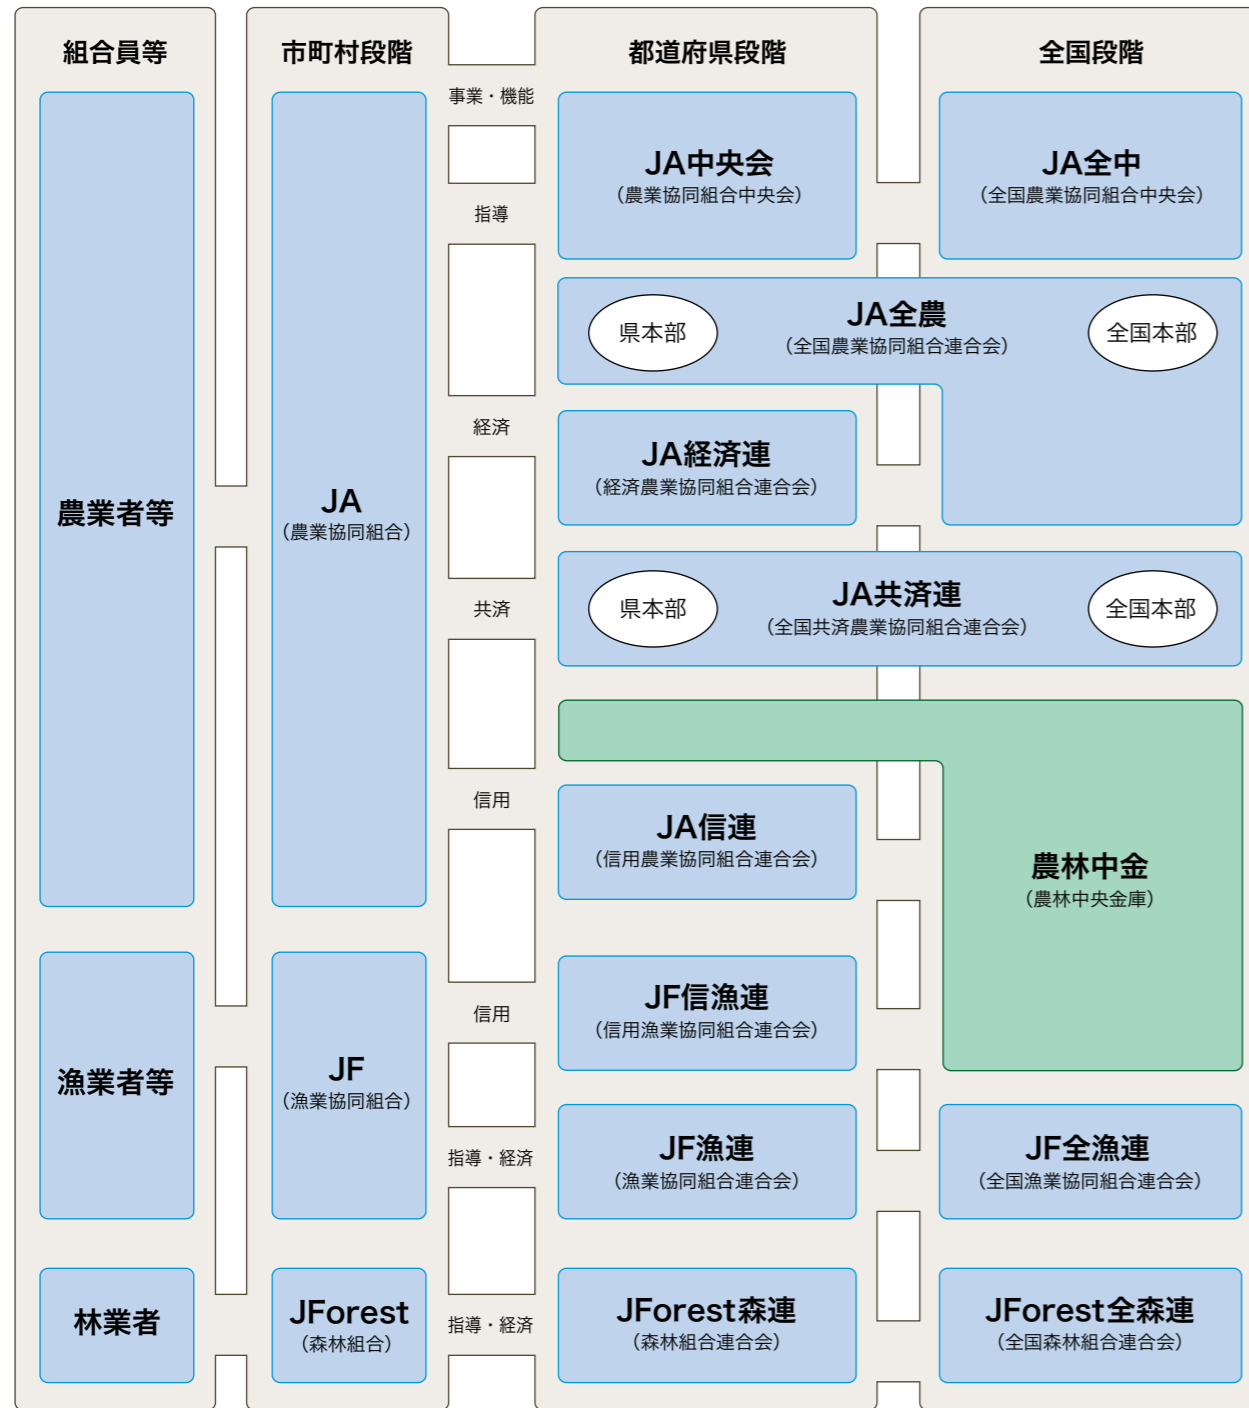 組合員等
市町村段階
都道府県段階
全国段階
事業・機能
指導
経済
共済
信用
信用
指導・経済
指導・経済
農業者等
漁業者等
林業者
JA
（農業協同組合）
JF
（漁業協同組合）
JForest
（森林組合）
JA中央会
（農業協同組合中央会）
JA全中
（全国農業協同組合中央会）
県本部
JA全農
（全国農業協同組合連合会）
全国本部
JA経済連
（経済農業協同組合連合会）
県本部
JA共済連
（全国共済農業協同組合連合会）
全国本部
JA信連
（信用農業協同組合連合会）
農林中金
（農林中央金庫）
JF信漁連
（信用漁業協同組合連合会）
JF漁連
（漁業協同組合連合会）
JF全漁連
（全国漁業協同組合連合会）
JForest森連
（森林組合連合会）
JForest全森連
（全国森林組合連合会）